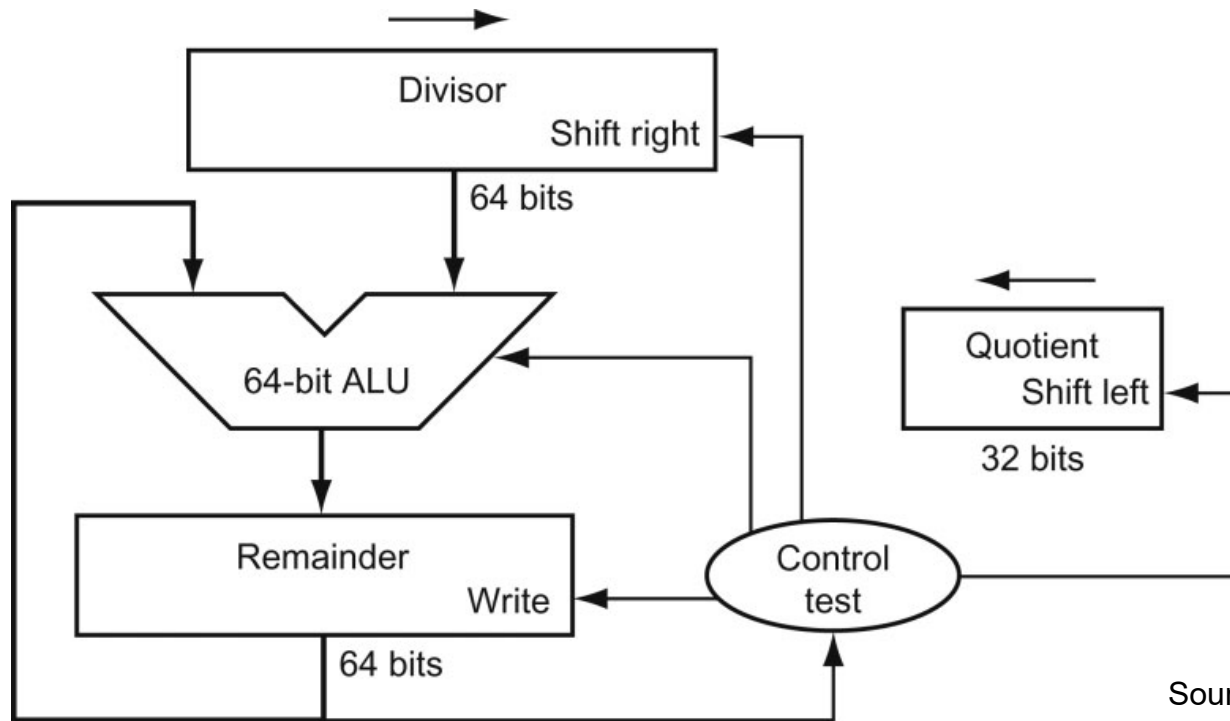 Divisor
Shift right
64 bits
64-bit ALU
Quotient
Shift left
32 bits
Remainder
Write
Control
test
64 bits
Sour